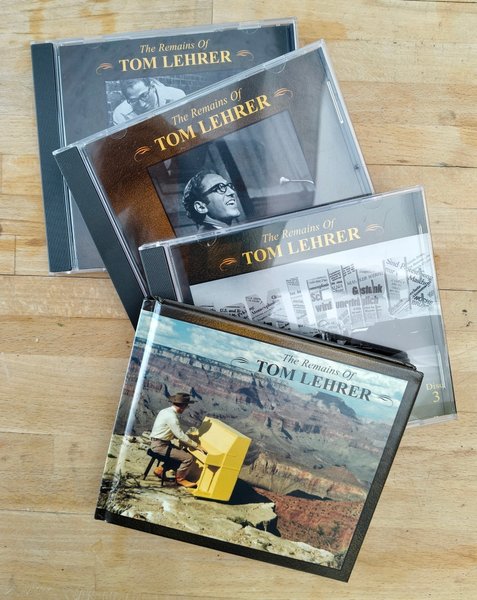 The Remains Of
TOM LEHRER
The Remains Of
TOM LEHRER
The Remains Of
TOM LEHRER
Disc
3
The Remains Of
TOM LEHRER